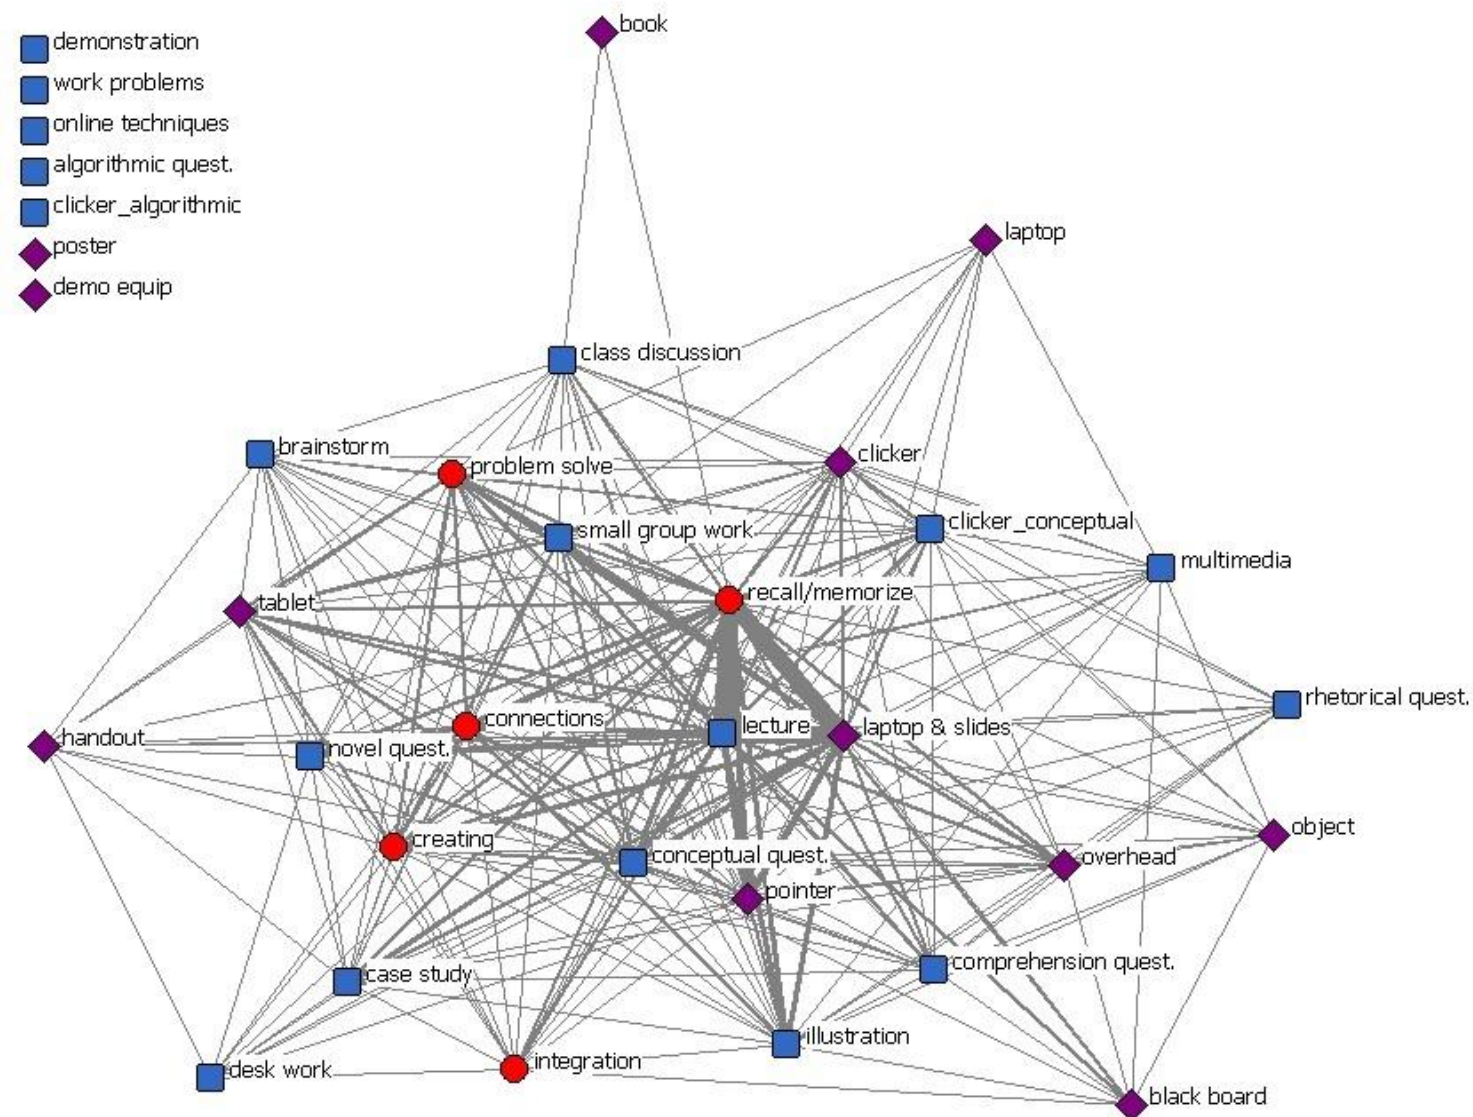 book
demonstration
work problems
online techniques
algorithmic quest.
clicker_algorithmic
poster
demo equip
laptop
class discussion
brainstorm
clicker
problem solve
clicker_conceptual
small group work
multimedia
recall/memorize
tablet
rhetorical quest.
connections
lecture
laptop & slides
handout
novel quest.
object
creating
conceptual quest.
overhead
pointer
comprehension quest.
case study
illustration
integration
desk work
black board